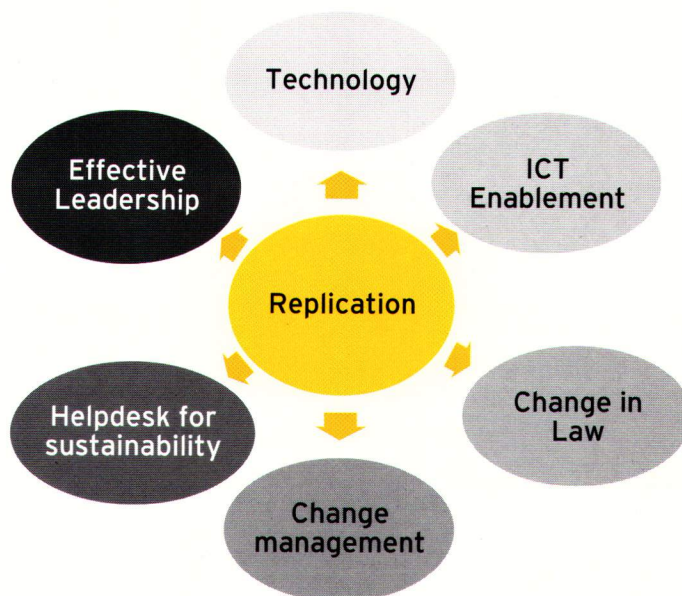 Technology
Effective
Leadership
ICT
Enablement
Replication
Helpdesk for
sustainability
Change in
Law
Change
management